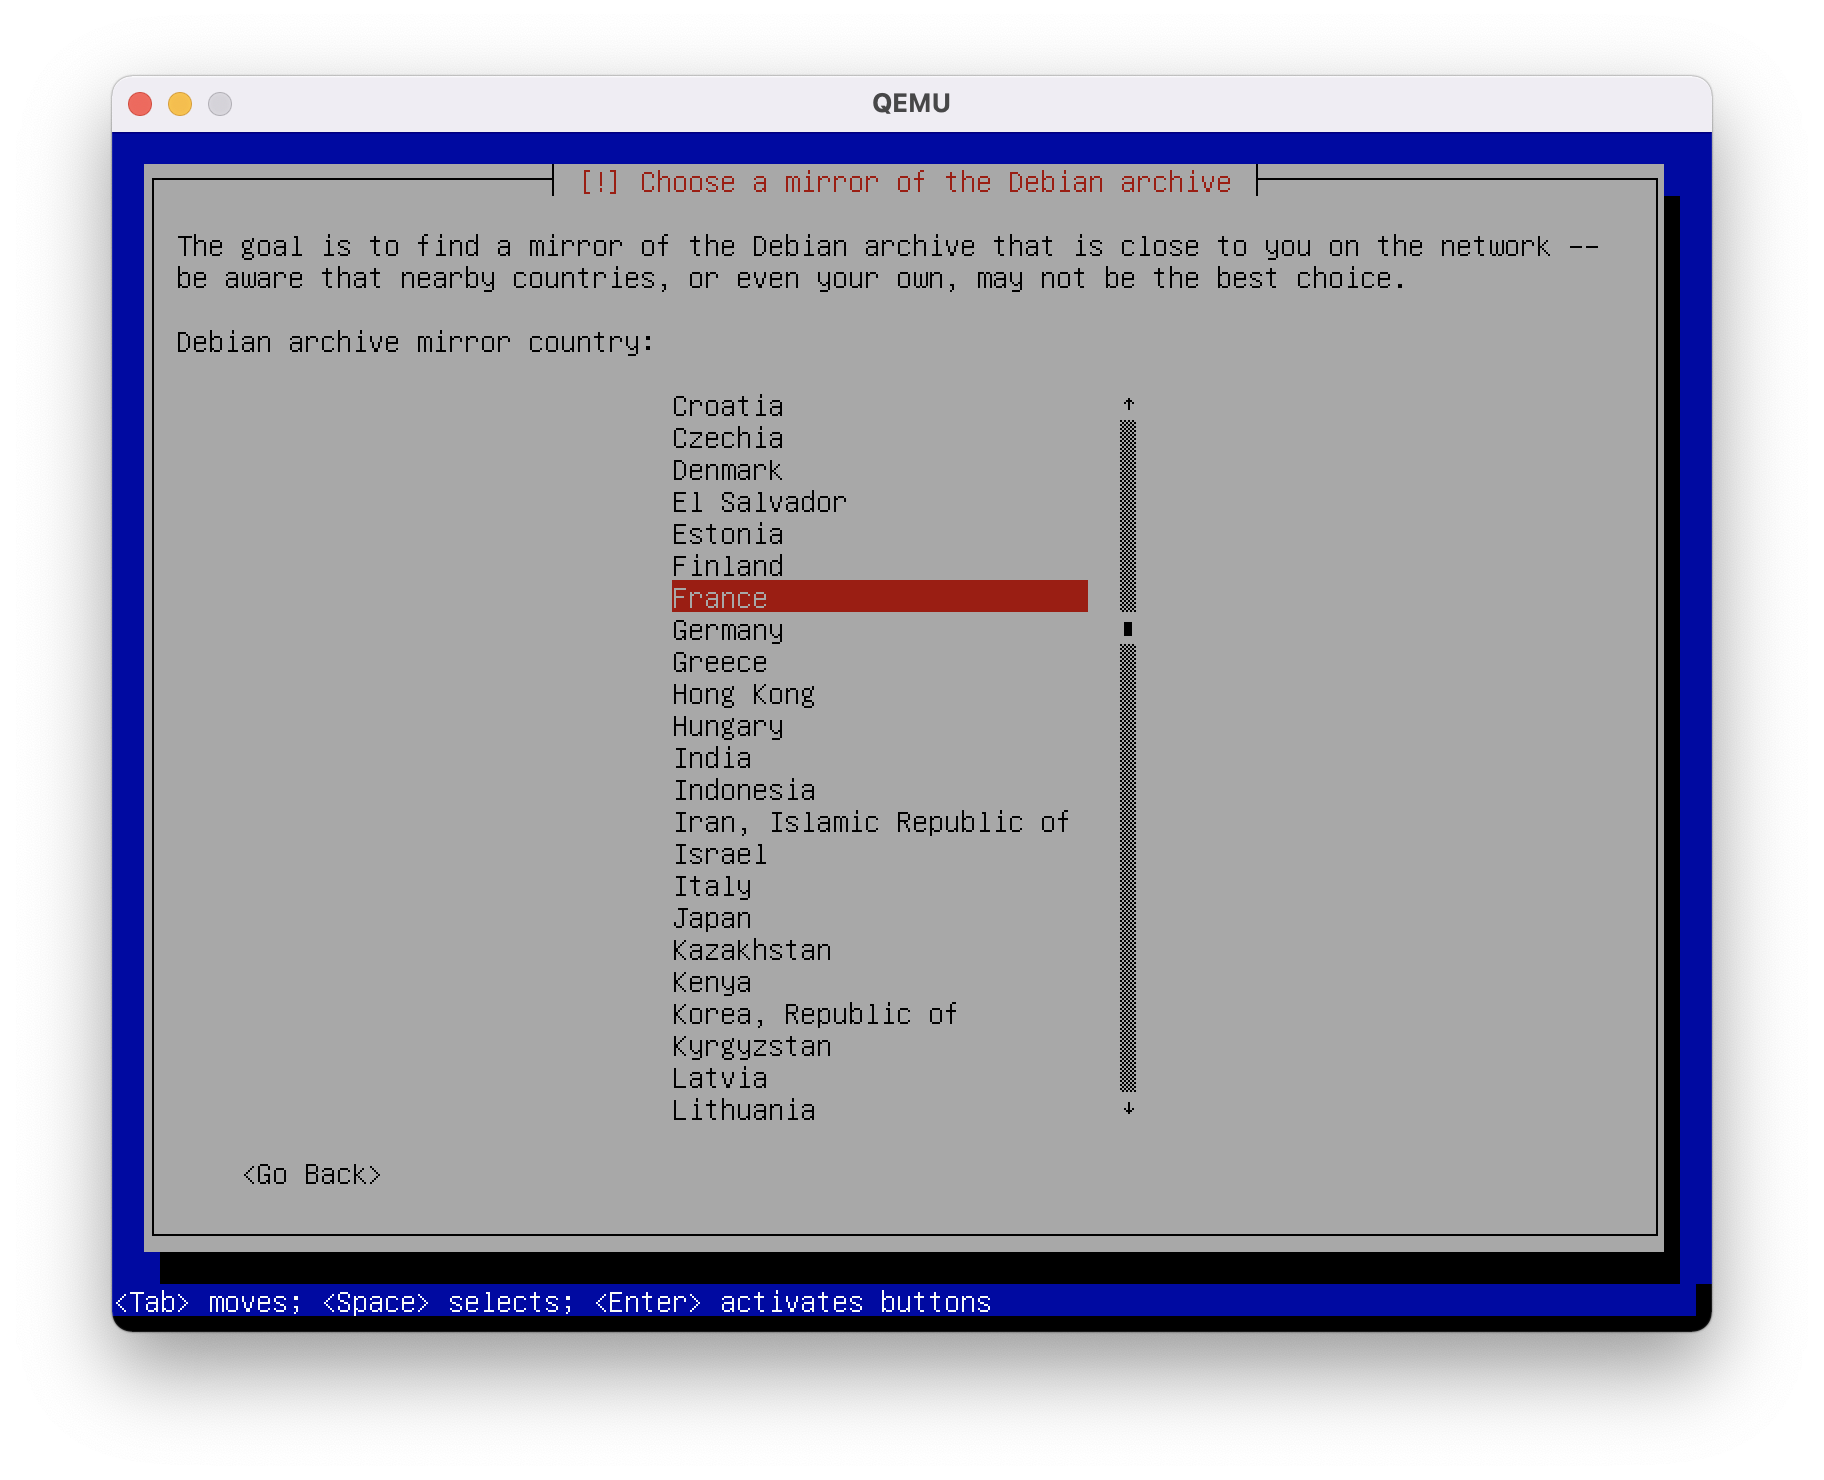 QEMU
[!] Choose a mirror of the Debian archive
The goal is to find a mirror of the Debian archive that is close to you on the network --
be aware that nearby countries, or even your own, may not be the best choice.
Debian archive mirror country:
Croatia
Czechia
Denmark
El Salvador
Estonia
Finland
France
Germany
Greece
Hong Kong
Hungary
India
Indonesia
Iran, Islamic Republic of
Israel
Italy
Japan
Kazakhstan
Kenya
Korea, Republic of
Kyrgyzstan
Latvia
Lithuania
<Go Back>
<Tab> moves; <Space> selects; <Enter> activates buttons